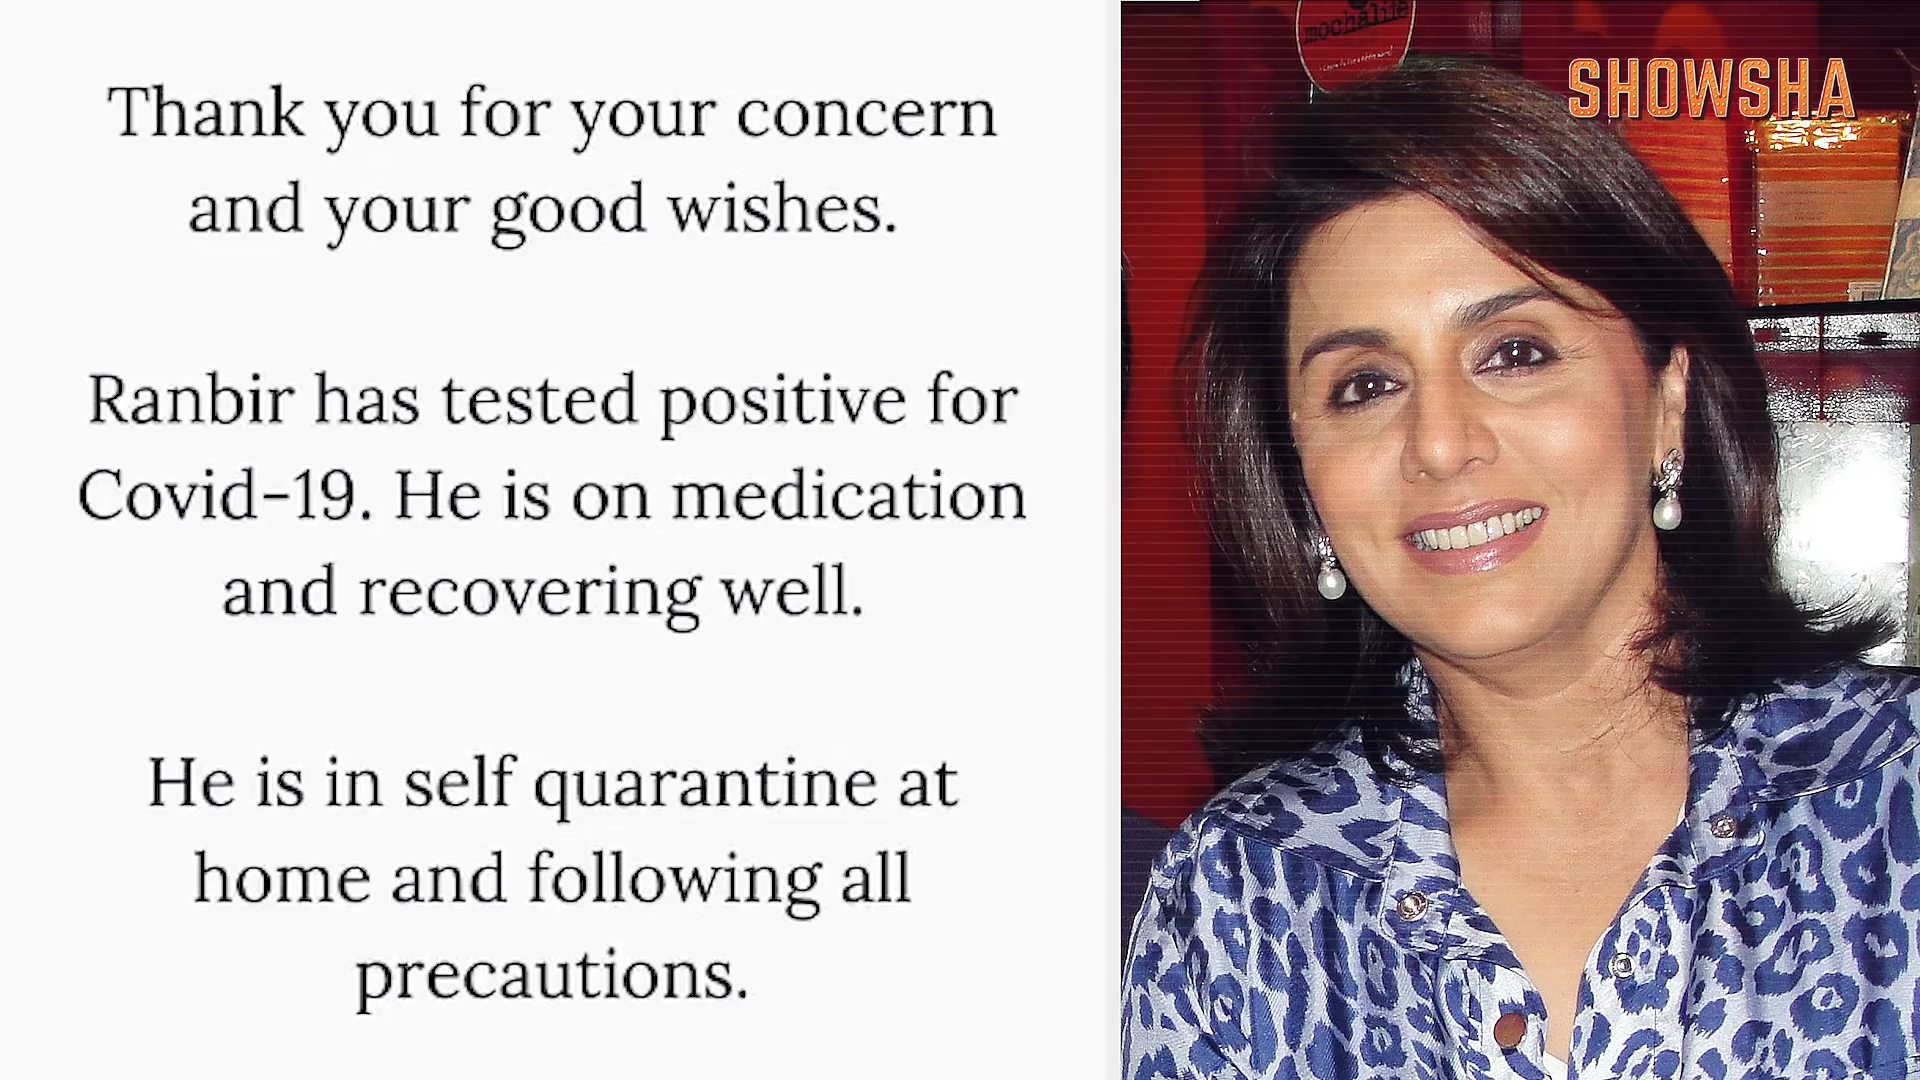 Thank you for your concern
and your good wishes.
Ranbir has tested positive for
Covid-19. He is on medication
and recovering well.
He is in self quarantine at
home and following all
precautions.
mochalife
SHOWSHA